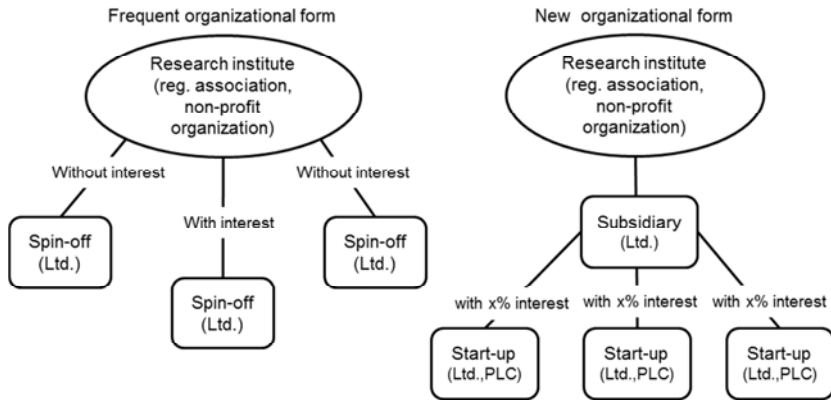 Frequent organizational form
Research institute
(reg. association,
non-profit
organization)
Without interest
Without interest
With interest
Spin-off
(Ltd.)
Spin-off
(Ltd.)
Spin-off
(Ltd.)
New organizational form
Research institute
(reg. association,
non-profit
organization)
Subsidiary
(Ltd.)
with x% interest
with x% interest
with x% interest
Start-up
(Ltd.,PLC)
Start-up
(Ltd.,PLC)
Start-up
(Ltd.,PLC)